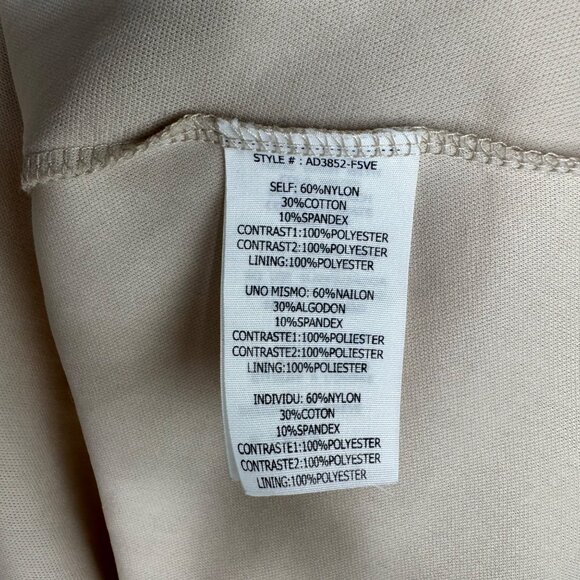 STYLE # : AD3852-F5VE
SELF: 60%NYLON
30%COTTON
10%SPANDEX
CONTRAST1:100%POLYESTER
CONTRAST2:100%POLYESTER
LINING:100%POLYESTER
UNO MISMO: 60%NAILON
30%ALGODON
10%SPANDEX
CONTRASTE1:100%POLIESTER
CONTRASTE2:100%POLIESTER
LINING:100%POLIESTER
INDIVIDU: 60%NYLON
30%COTON
10%SPANDEX
CONTRASTE1:100%POLYESTER
CONTRASTE2:100%POLYESTER
LINING:100%POLYESTER